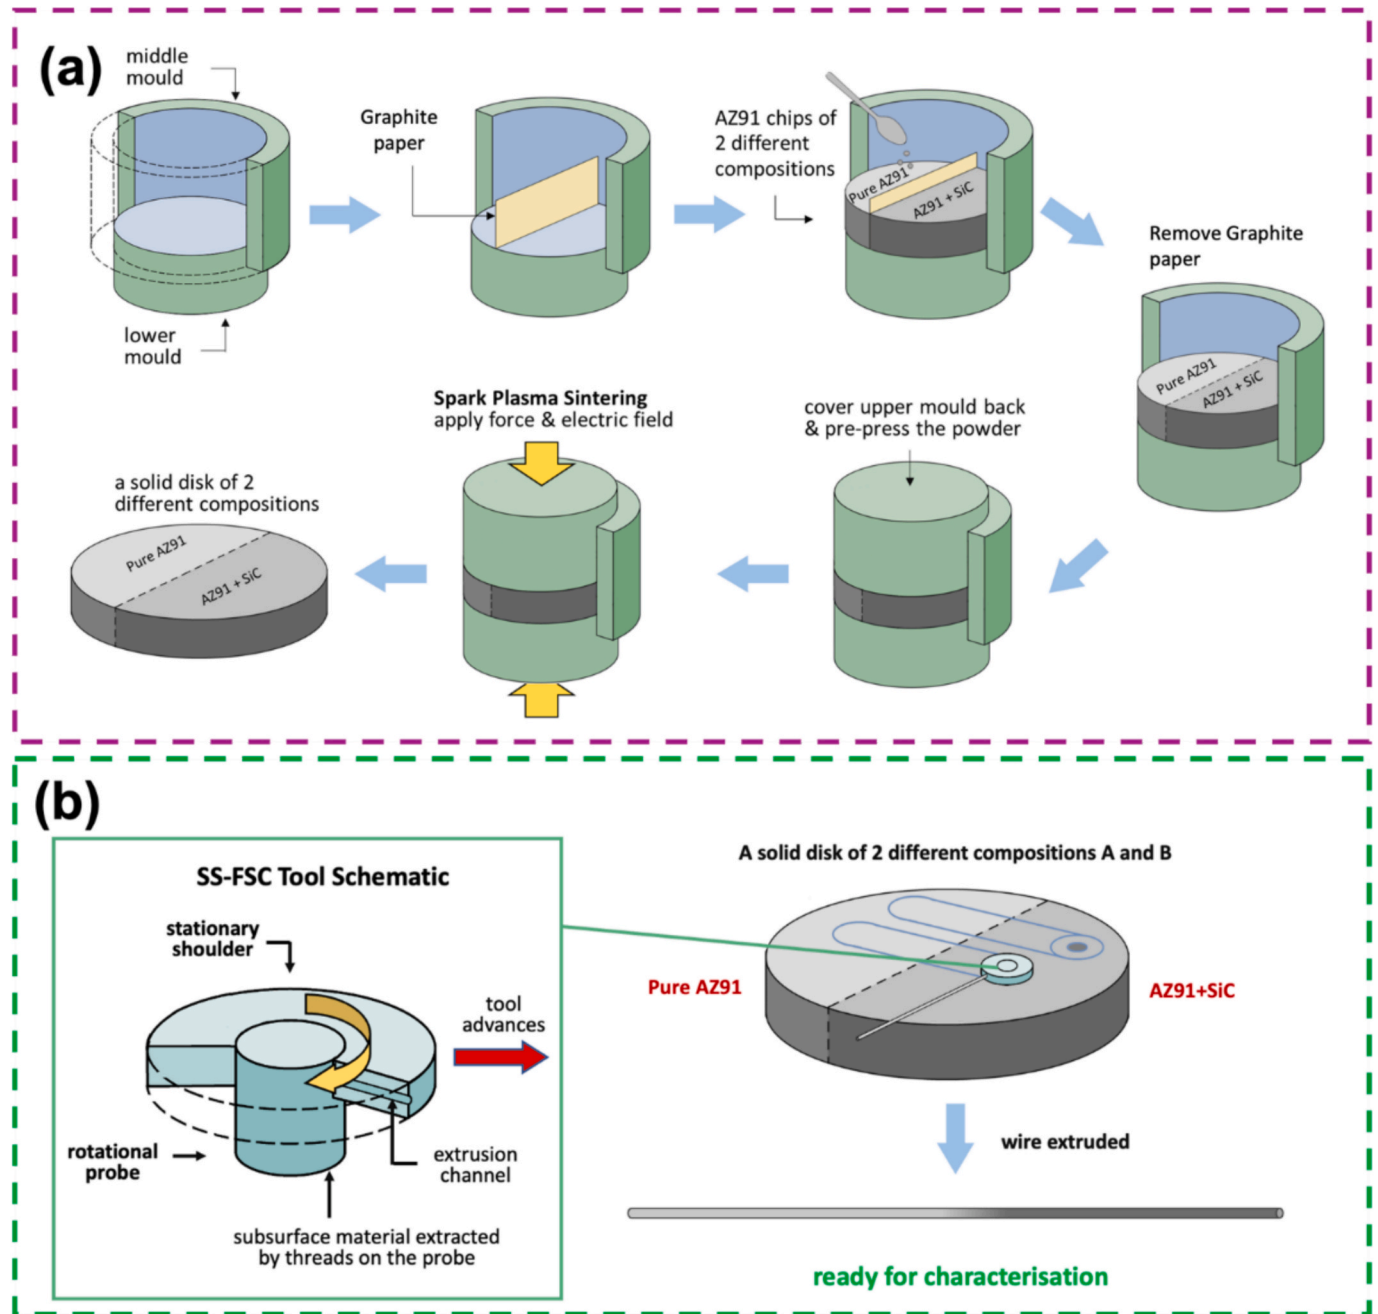 (a)
middle
mould
lower
mould
Graphite
paper
AZ91 chips of
2 different
compositions
Pure AZ91
AZ91 + SiC
Remove Graphite
paper
Pure AZ91
AZ91 + SiC
cover upper mould back
& pre-press the powder
Spark Plasma Sintering
apply force & electric field
a solid disk of 2
different compositions
Pure AZ91
AZ91 + SiC
(b)
SS-FSC Tool Schematic
stationary
shoulder
tool
advances
rotational
probe
extrusion
channel
subsurface material extracted
by threads on the probe
A solid disk of 2 different compositions A and B
Pure AZ91
AZ91+SiC
wire extruded
ready for characterisation